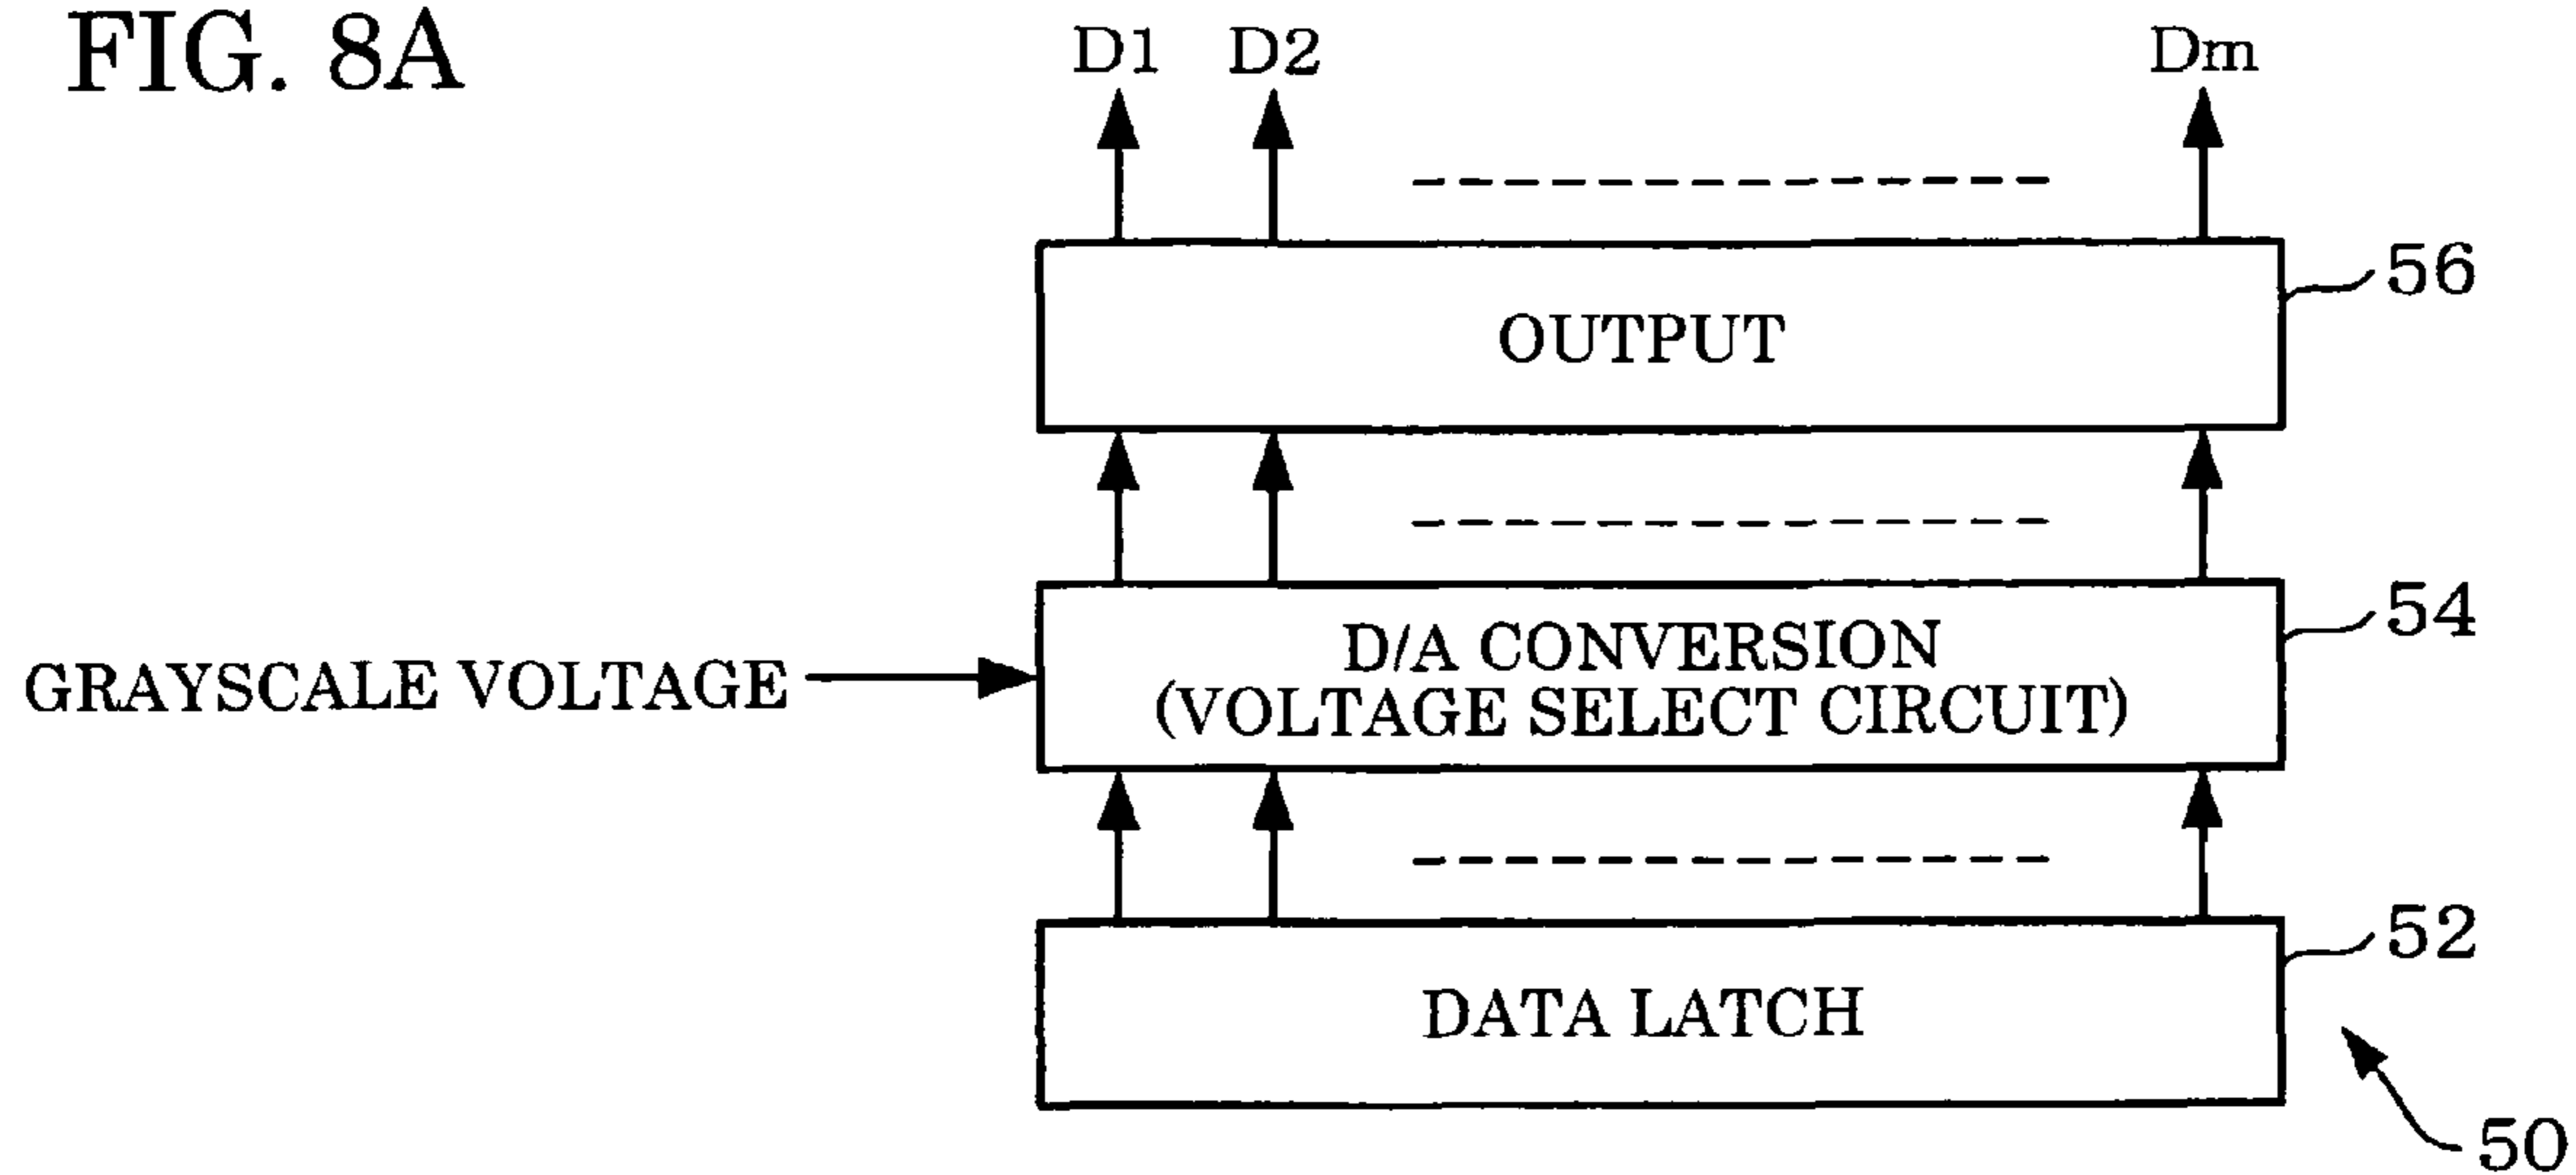 FIG. 8A
D1 D2 Dm
56
OUTPUT
54
D/A CONVERSION
(VOLTAGE SELECT CIRCUIT)
GRAYSCALE VOLTAGE
52
DATA LATCH
50